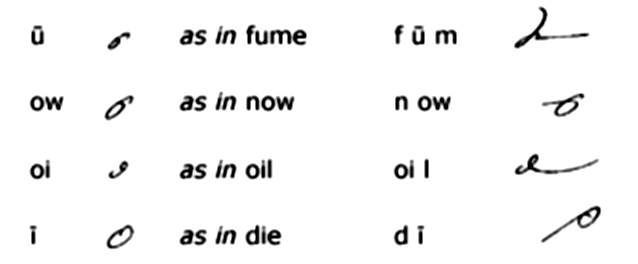 ū as in fume f ū m
ow as in now n ow
oi as in oil oi l
ī as in die d ī